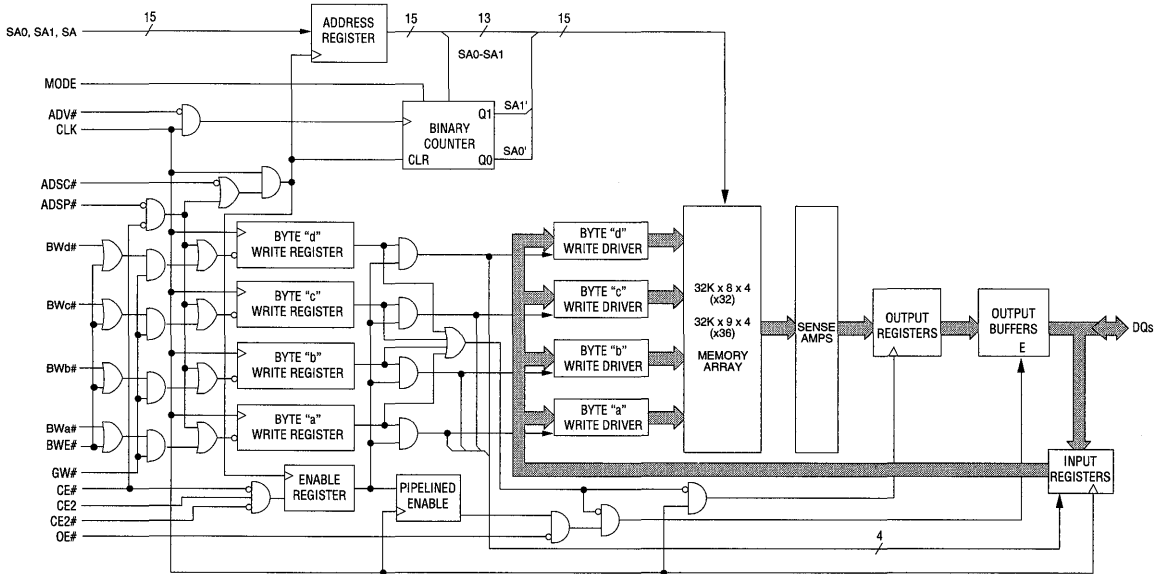 15
15
13
15
SA0, SA1, SA
ADDRESS
REGISTER
SA0-SA1
MODE
ADV#
CLK
BINARY
COUNTER
Q1
Q0
CLR
SA1'
SA0'
ADSC#
ADSP#
BWd#
BYTE "d"
WRITE REGISTER
BYTE "d"
WRITE DRIVER
BWc#
BYTE "c"
WRITE REGISTER
BYTE "c"
WRITE DRIVER
BWb#
BYTE "b"
WRITE REGISTER
BYTE "b"
WRITE DRIVER
BWa#
BWE#
BYTE "a"
WRITE REGISTER
BYTE "a"
WRITE DRIVER
32K x 8 x 4
(x32)
32K x 9 x 4
(x36)
MEMORY
ARRAY
SENSE
AMPS
OUTPUT
REGISTERS
OUTPUT
BUFFERS
E
DQs
GW#
CE#
CE2
CE2#
OE#
ENABLE
REGISTER
PIPELINED
ENABLE
INPUT
REGISTERS
4